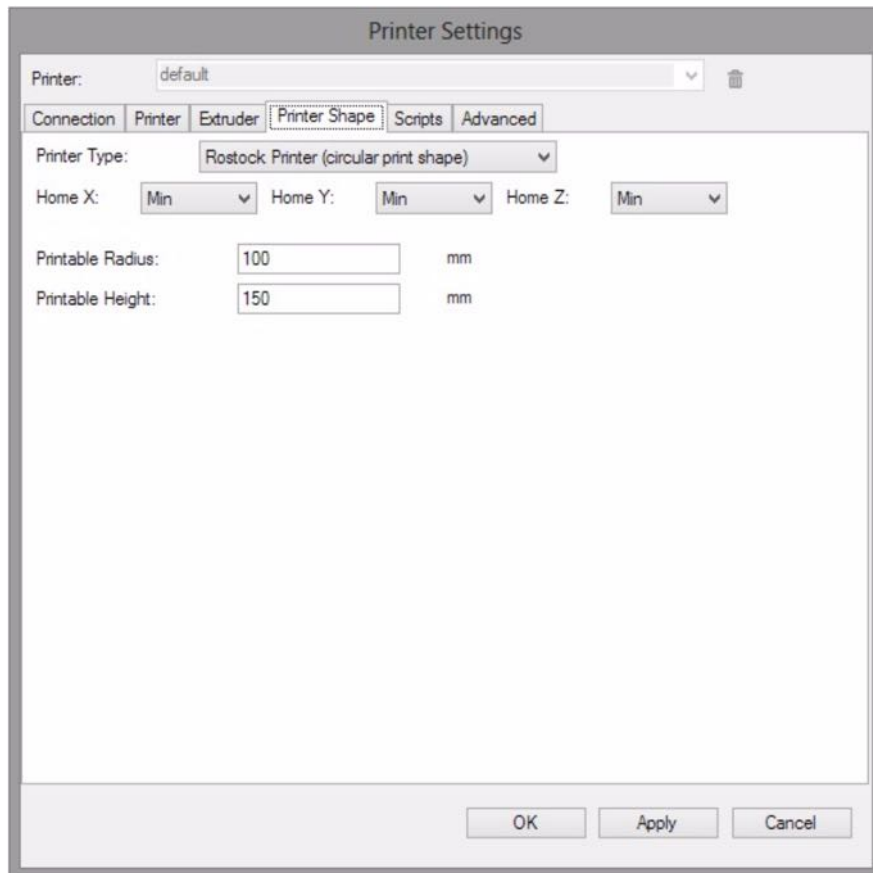 Printer Settings
Printer: default
Connection Printer Extruder Printer Shape Scripts Advanced
Printer Type: Rostock Printer (circular print shape)
Home X: Min Home Y: Min Home Z: Min
Printable Radius: 100 mm
Printable Height: 150 mm
OK Apply Cancel